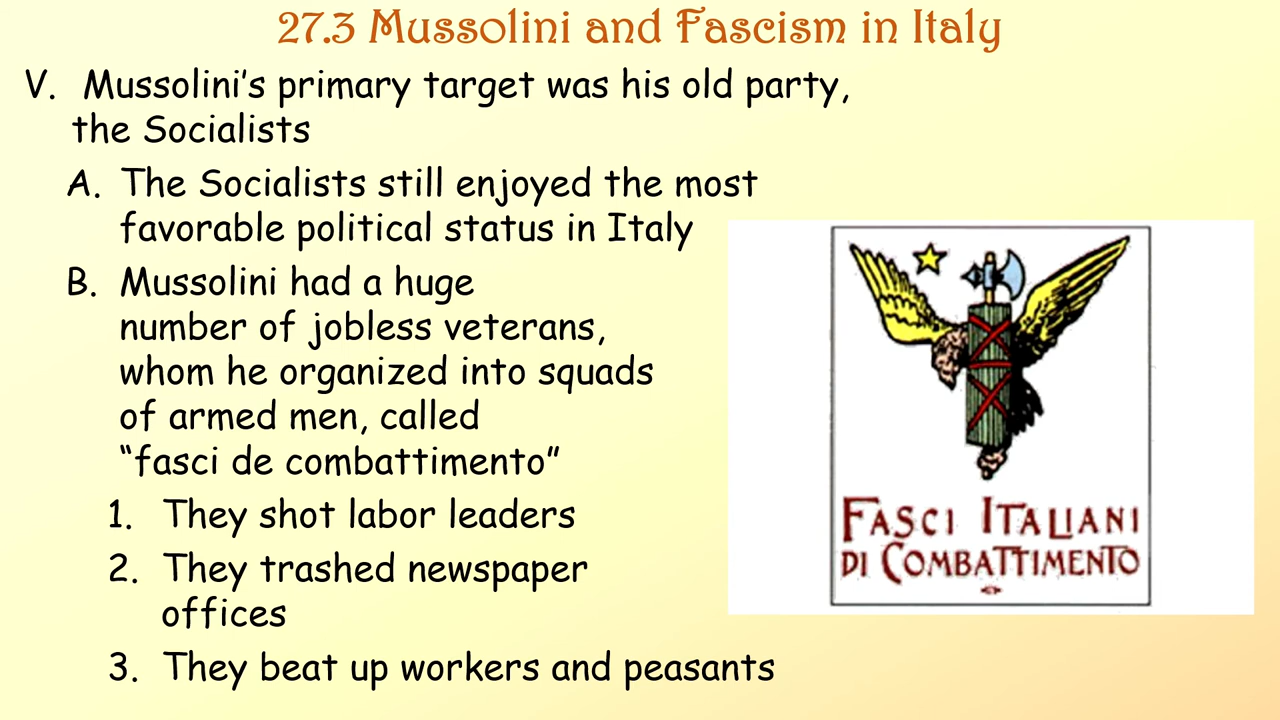 27.3 Mussolini and Fascism in Italy
V. Mussolini's primary target was his old party,
the Socialists
A. The Socialists still enjoyed the most
favorable political status in Italy
B. Mussolini had a huge
number of jobless veterans,
whom he organized into squads
of armed men, called
“fasci de combattimento”
1. They shot labor leaders
2. They trashed newspaper
offices
3. They beat up workers and peasants
FASCI ITALIANI
DI COMBATTIMENTO